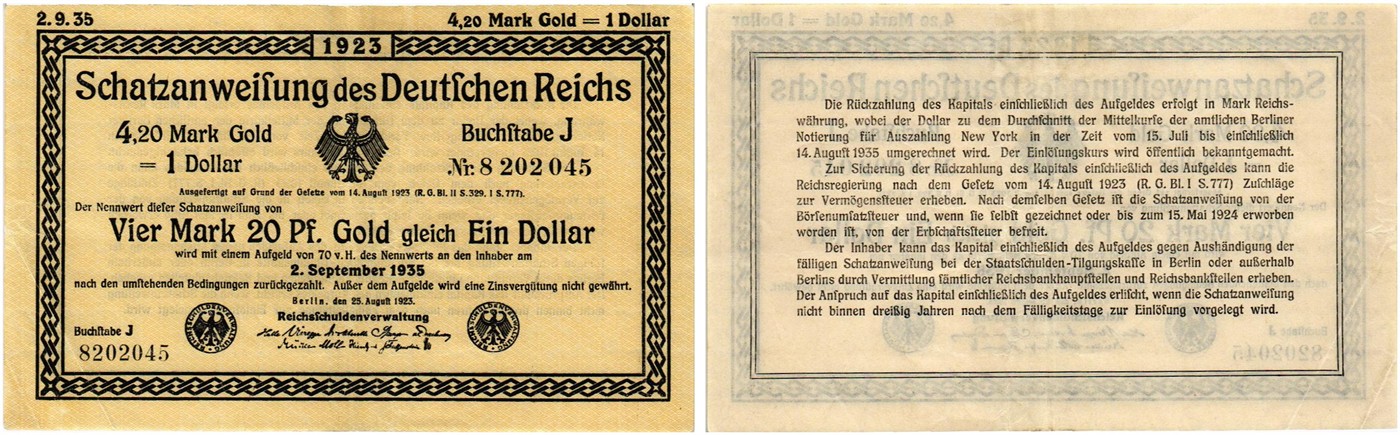 2.9.35
4,20 Mark Gold = 1 Dollar
1923
Schatzanweiſung des Deutſchen Reichs
4,20 Mark Gold
= 1 Dollar
Buchſtabe J
Nr. 8 202 045
Ausgefertigt auf Grund der Geſetze vom 14. Auguſt 1923 (R. G. Bl. II S. 329, I S. 777).
Der Nennwert dieſer Schatzanweiſung von
Vier Mark 20 Pf. Gold gleich Ein Dollar
wird mit einem Aufgeld von 70 v. H. des Nennwerts an den Inhaber am
2. September 1935
nach den umſtehenden Bedingungen zurückgezahlt. Außer dem Aufgelde wird eine Zinsvergütung nicht gewährt.
Berlin, den 25. Auguſt 1923.
Reichsſchuldenverwaltung
REICHSSCHULDENVERWALTUNG
REICHSSCHULDENVERWALTUNG
Buchſtabe J
8202045
Die Rückzahlung des Kapitals einſchließlich des Aufgeldes erfolgt in Mark Reichs-
währung, wobei der Dollar zu dem Durchſchnitt der Mittelkurſe der amtlichen Berliner
Notierung für Auszahlung New York in der Zeit vom 15. Juli bis einſchließlich
14. Auguſt 1935 umgerechnet wird. Der Einlöſungskurs wird öffentlich bekanntgemacht.
Zur Sicherung der Rückzahlung des Kapitals einſchließlich des Aufgeldes kann die
Reichsregierung nach dem Geſetz vom 14. Auguſt 1923 (R. G. Bl. I S. 777) Zuſchläge
zur Vermögensſteuer erheben. Nach demſelben Geſetz iſt die Schatzanweiſung von der
Börſenumſatzſteuer und, wenn ſie ſelbſt gezeichnet oder bis zum 15. Mai 1924 erworben
worden iſt, von der Erbſchaftsſteuer befreit.
Der Inhaber kann das Kapital einſchließlich des Aufgeldes gegen Aushändigung der
fälligen Schatzanweiſung bei der Staatsſchulden-Tilgungskaſſe in Berlin oder außerhalb
Berlins durch Vermittlung ſämtlicher Reichsbankhauptſtellen und Reichsbankſtellen erheben.
Der Anſpruch auf das Kapital einſchließlich des Aufgeldes erliſcht, wenn die Schatzanweiſung
nicht binnen dreißig Jahren nach dem Fälligkeitstage zur Einlöſung vorgelegt wird.